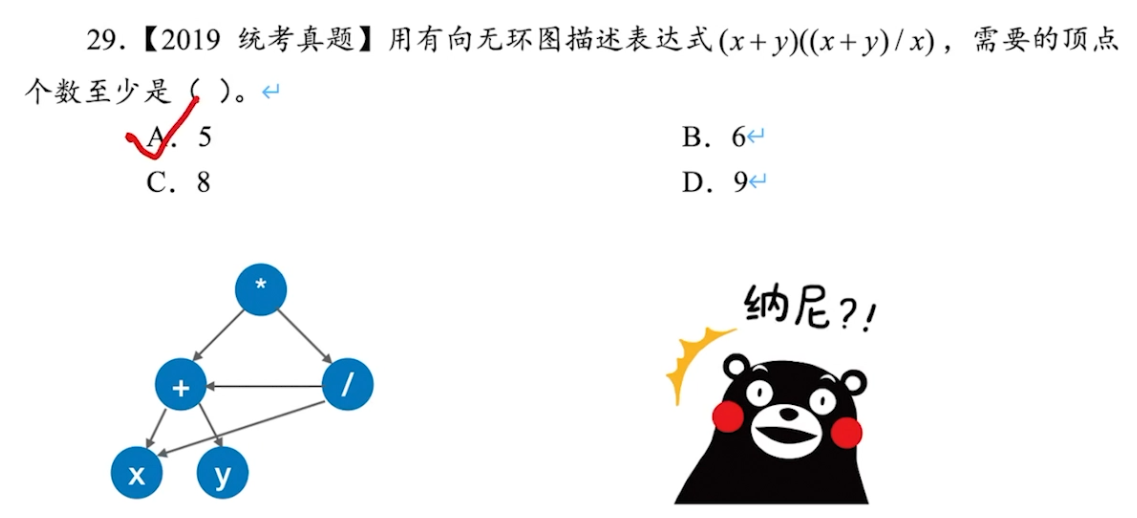 29.【2019 统考真题】用有向无环图描述表达式(x+y)((x+y)/x)，需要的顶点
个数至少是（ ）。↵
A. 5
B. 6↵
C. 8
D. 9↵
*
+
/
x
y
纳尼?!